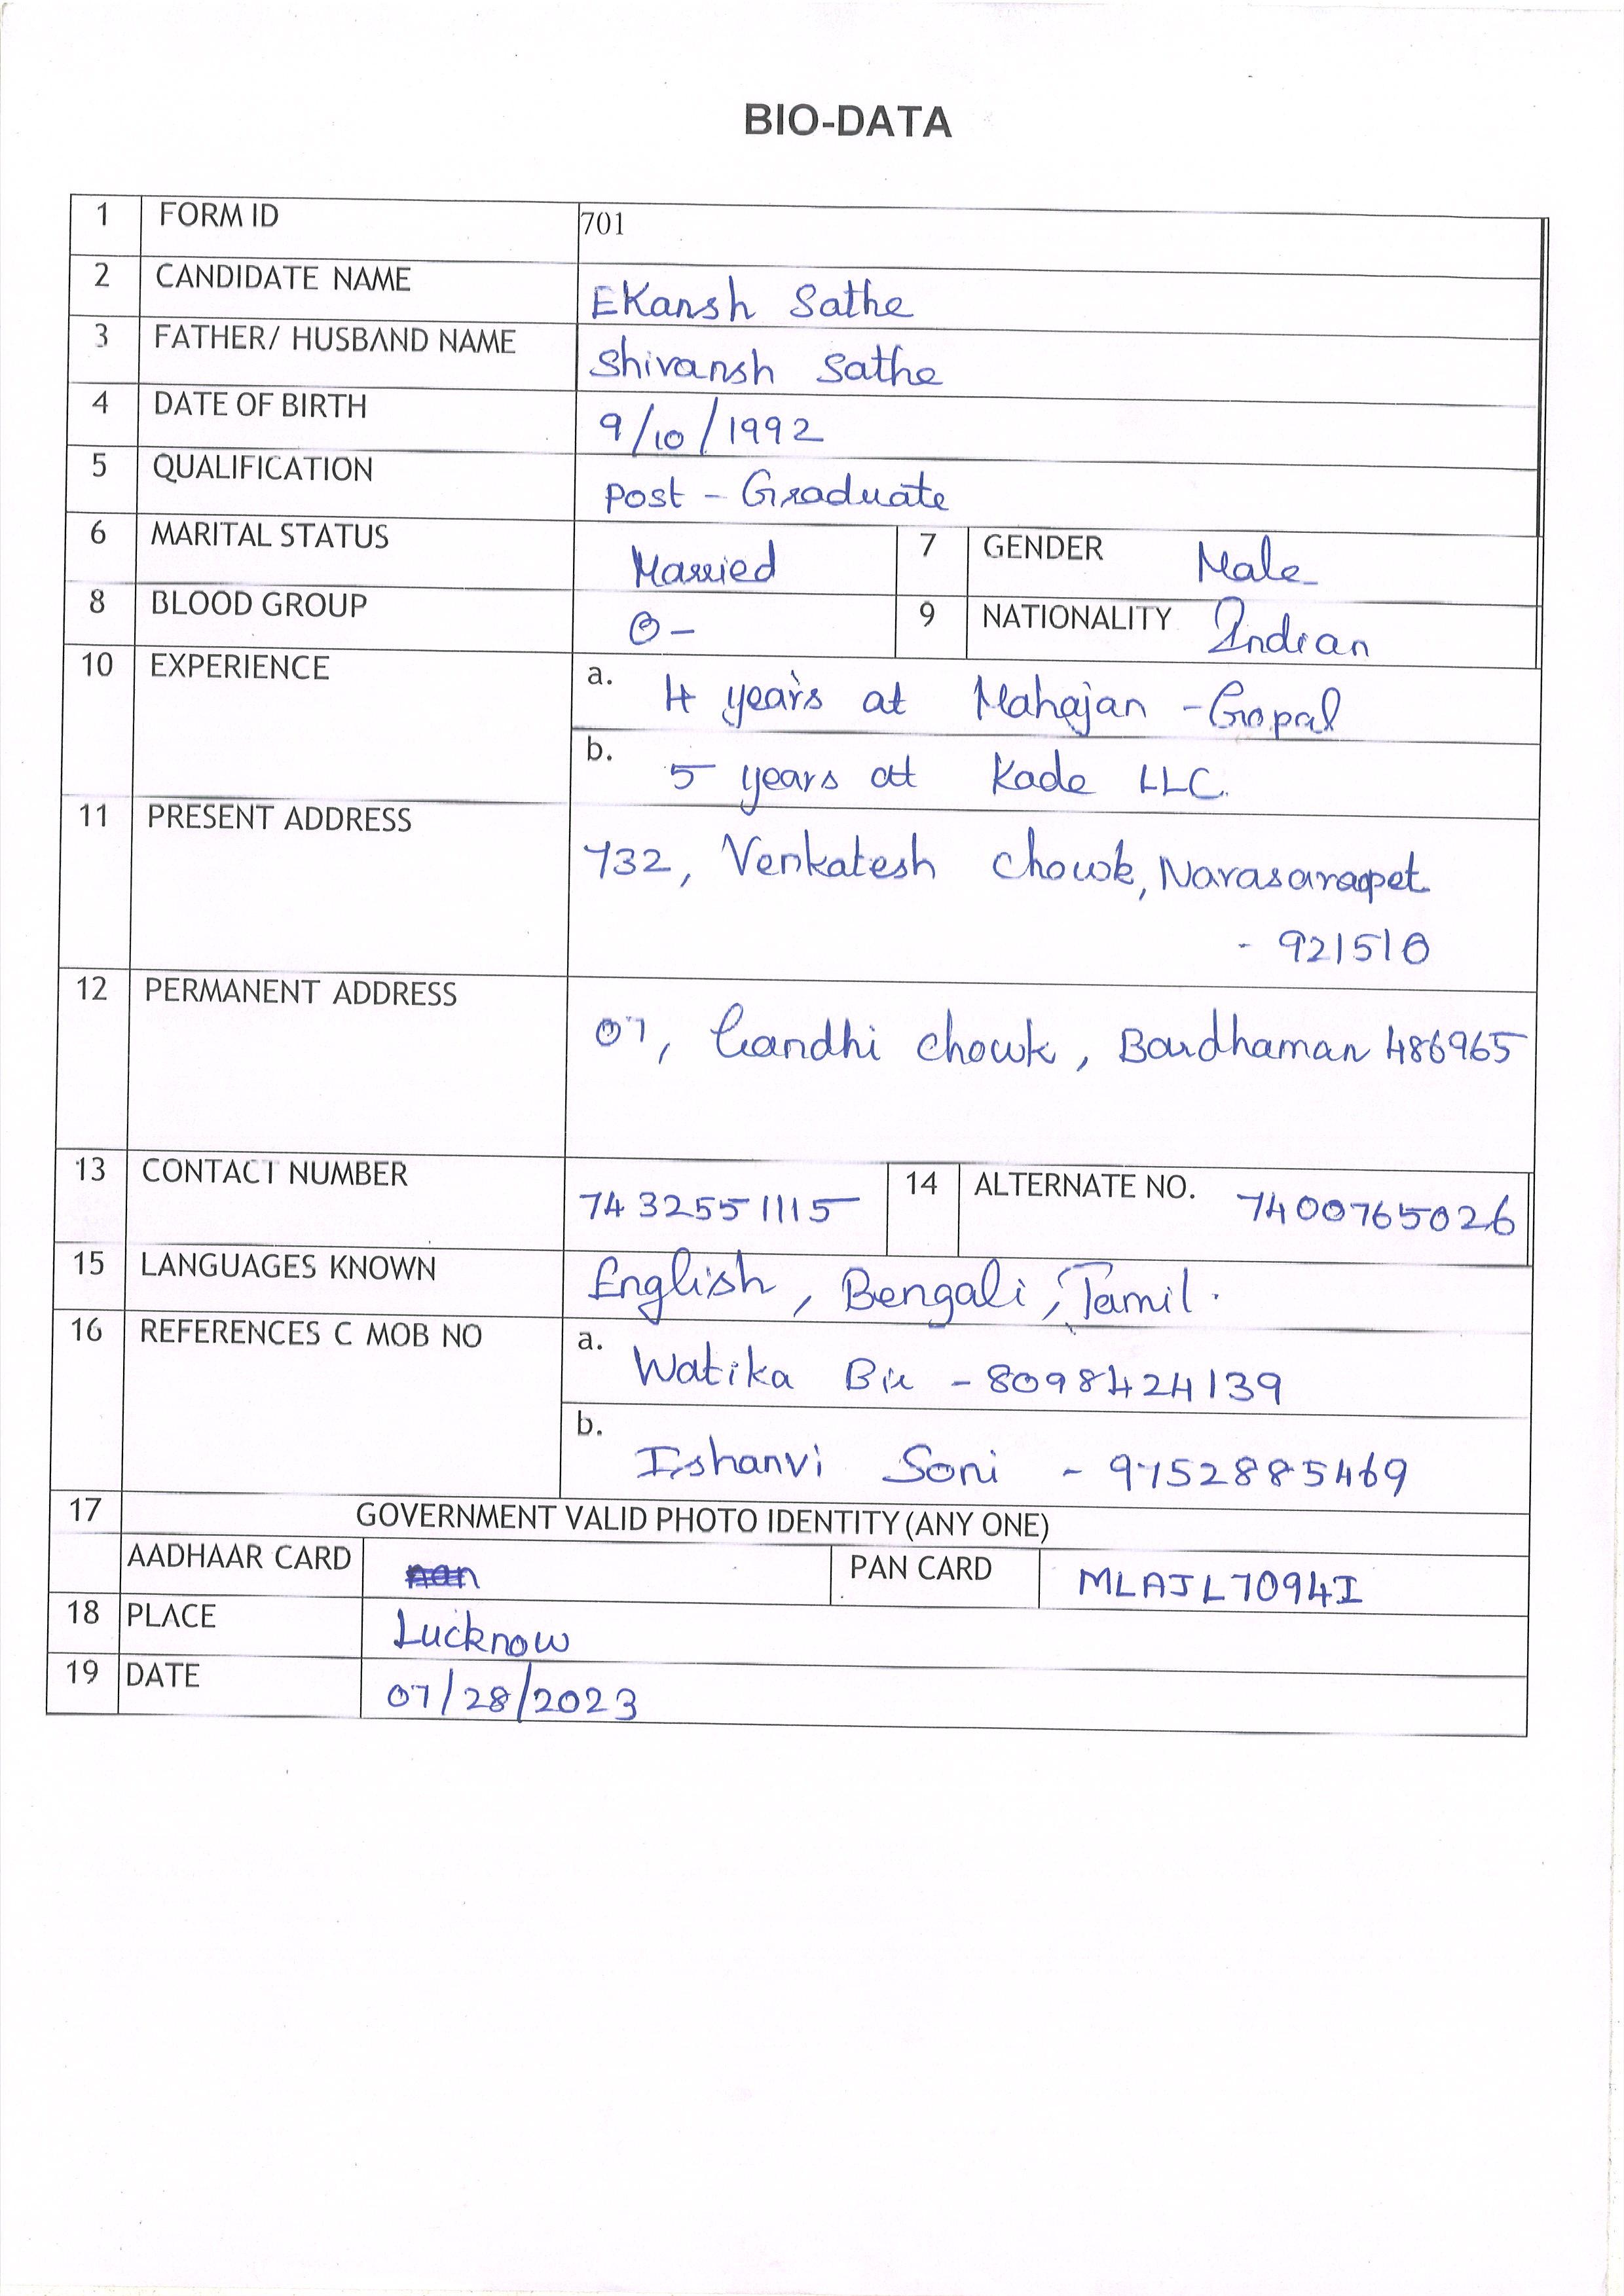 BIO-DATA
1 FORM ID 701
2 CANDIDATE NAME Ekansh Sathe
3 FATHER/ HUSBAND NAME Shivansh Sathe
4 DATE OF BIRTH 9/10/1992
5 QUALIFICATION Post - Graduate
6 MARITAL STATUS Married 7 GENDER Male
8 BLOOD GROUP O- 9 NATIONALITY Indian
10 EXPERIENCE a. 4 years at Mahajan - Gopal
b. 5 years at Kade LLC.
11 PRESENT ADDRESS 732, Venkatesh Chowk, Narasaraopet
- 921510
12 PERMANENT ADDRESS 07, Gandhi chowk, Bardhaman 486965
13 CONTACT NUMBER 7432551115 14 ALTERNATE NO. 7400765026
15 LANGUAGES KNOWN English, Bengali, Tamil.
16 REFERENCES C MOB NO a. Watika Bir - 8098424139
b. Ishanvi Soni - 9752885469
17 GOVERNMENT VALID PHOTO IDENTITY (ANY ONE)
AADHAAR CARD PAN CARD MLAJL7094I
18 PLACE Lucknow
19 DATE 07/28/2023